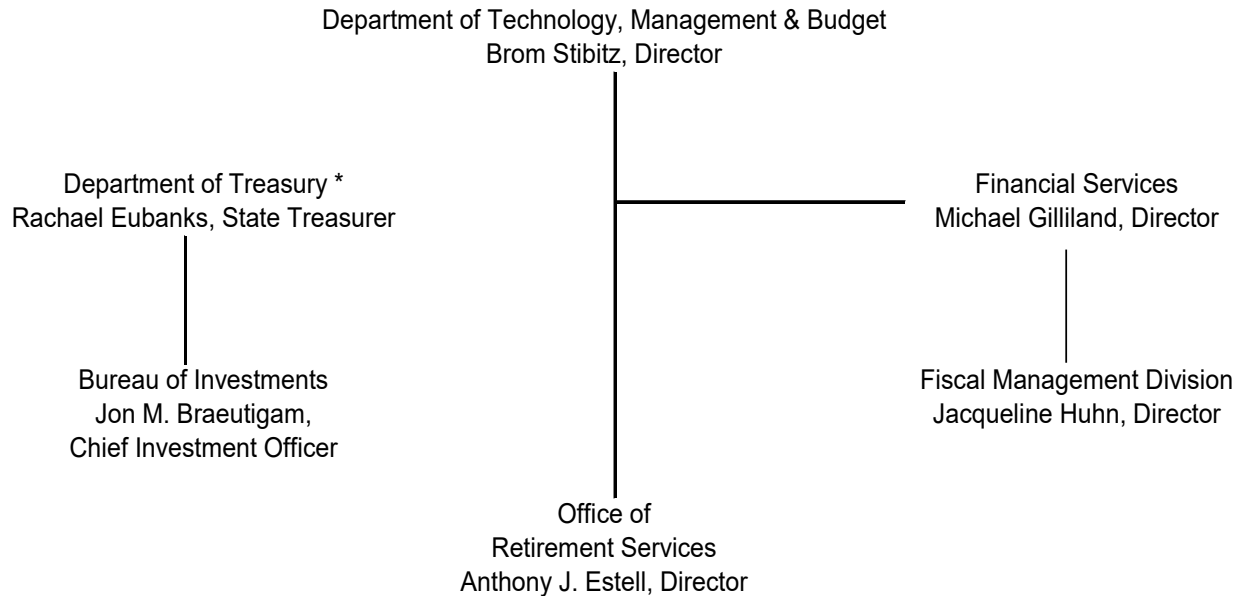 Department of Technology, Management & Budget
Brom Stibitz, Director
Department of Treasury *
Rachael Eubanks, State Treasurer
Financial Services
Michael Gilliland, Director
Bureau of Investments
Jon M. Braeutigam,
Chief Investment Officer
Fiscal Management Division
Jacqueline Huhn, Director
Office of
Retirement Services
Anthony J. Estell, Director